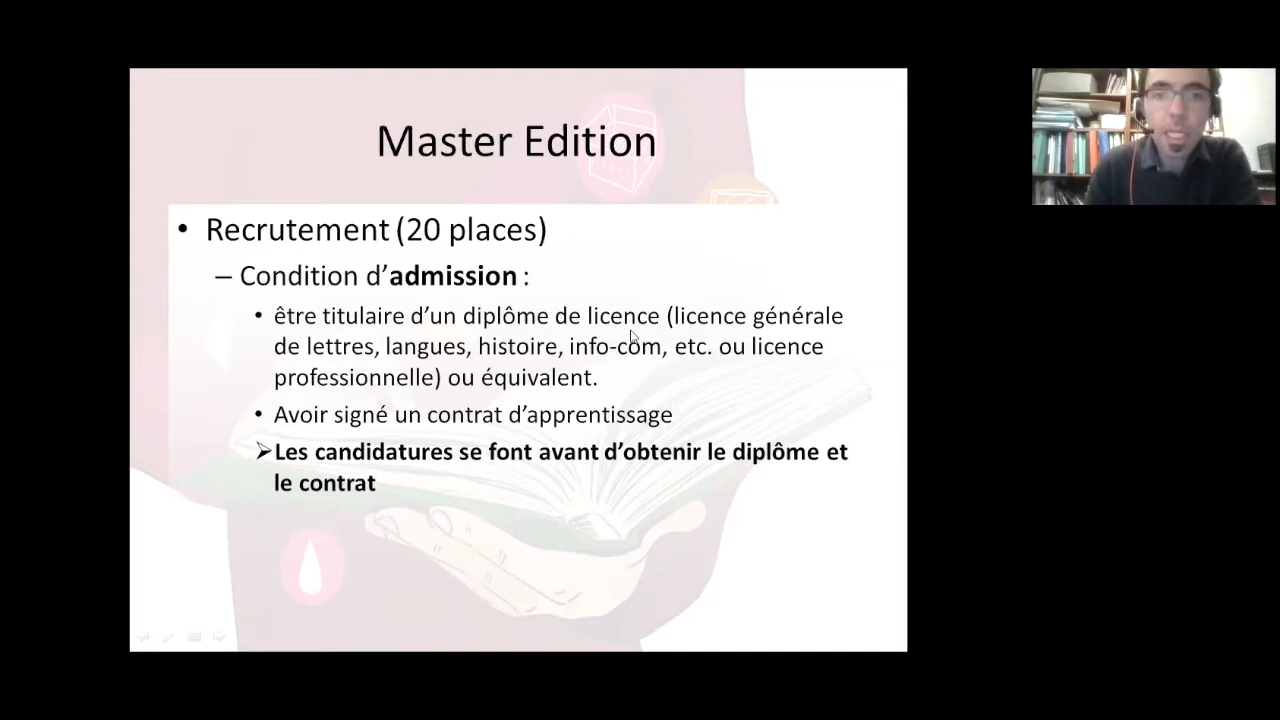 Master Edition
• Recrutement (20 places)
– Condition d’admission :
• être titulaire d’un diplôme de licence (licence générale
de lettres, langues, histoire, info-com, etc. ou licence
professionnelle) ou équivalent.
• Avoir signé un contrat d’apprentissage
➢Les candidatures se font avant d’obtenir le diplôme et
le contrat